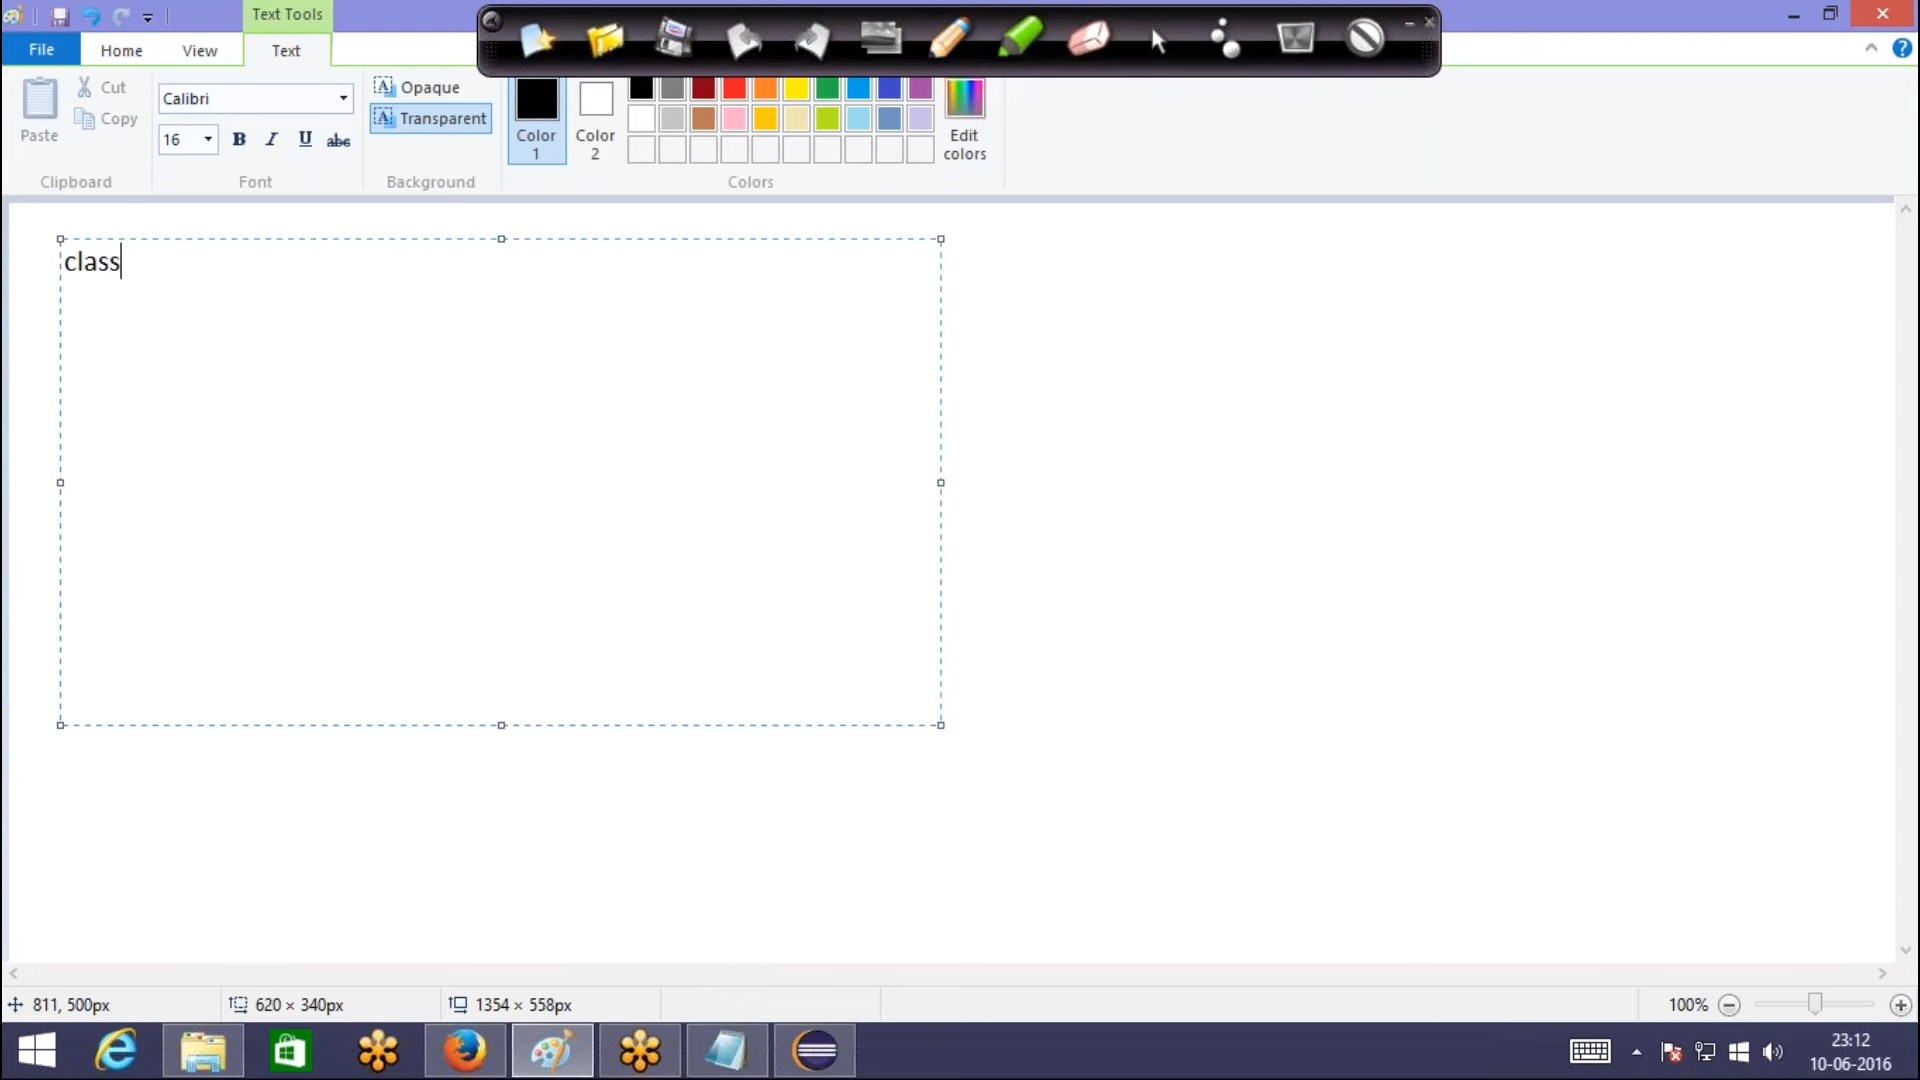 Text Tools
File
Home
View
Text
Paste
Cut
Copy
Clipboard
Calibri
16
B
I
U
abc
Font
A Opaque
A Transparent
Background
Color
1
Color
2
Edit
colors
Colors
class
811, 500px
620 × 340px
1354 × 558px
100%
23:12
10-06-2016